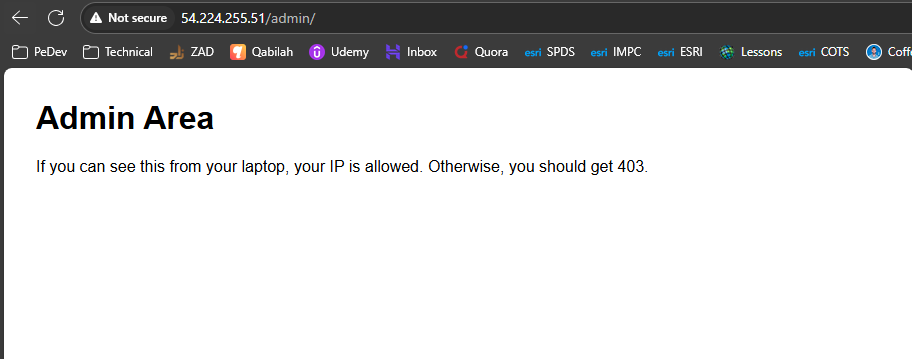 Not secure 54.224.255.51/admin/
PeDev Technical ZAD Qabilah Udemy Inbox Quora esri SPDS esri IMPC esri ESRI Lessons esri COTS Coffe
Admin Area
If you can see this from your laptop, your IP is allowed. Otherwise, you should get 403.